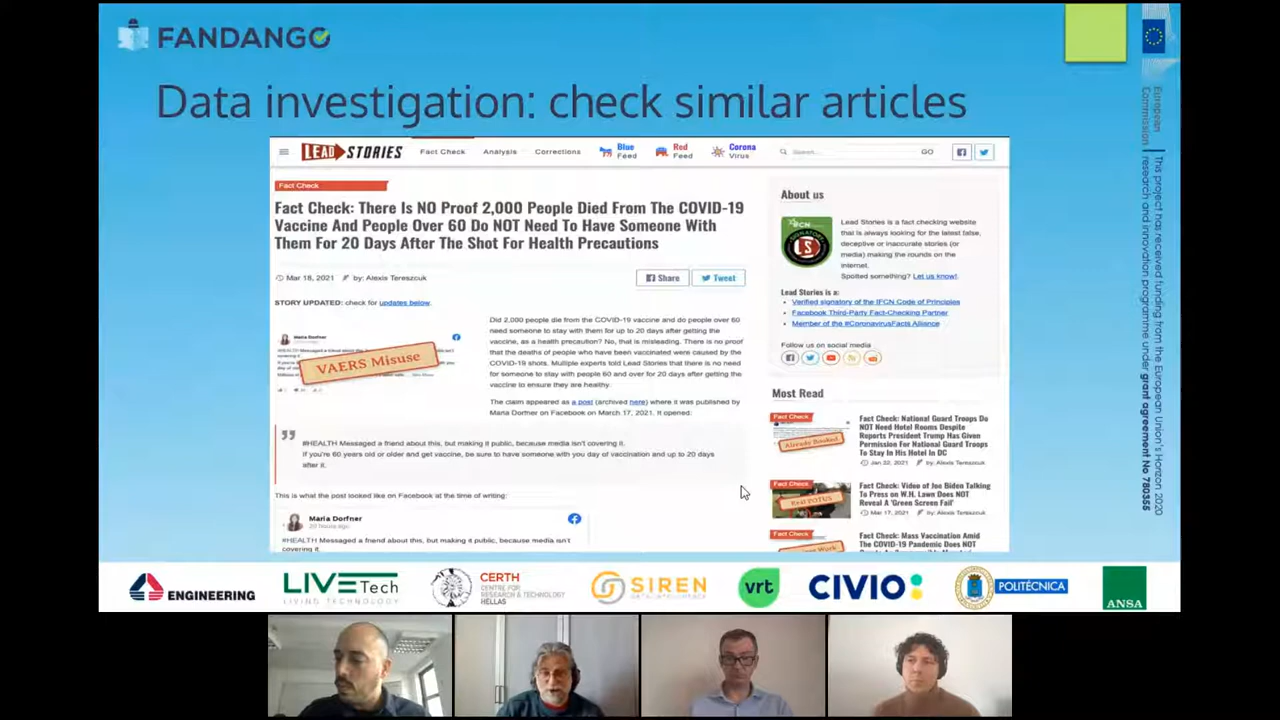 FANDANGO
Data investigation: check similar articles
LEAD STORIES
Fact Check
Analysis
Corrections
Blue
Feed
Red
Feed
Corona
Virus
Search...
GO
Fact Check
Fact Check: There Is NO Proof 2,000 People Died From The COVID-19
Vaccine And People Over 60 Do NOT Need To Have Someone With
Them For 20 Days After The Shot For Health Precautions
Mar 18, 2021
by: Alexis Tereszcuk
Share
Tweet
STORY UPDATED: check for updates below.
Maria Dorfner
VAERS Misuse
Did 2,000 people die from the COVID-19 vaccine and do people over 60
need someone to stay with them for up to 20 days after getting the
vaccine, as a health precaution? No, that is misleading. There is no proof
that the deaths of people who have been vaccinated were caused by the
COVID-19 shots. Multiple experts told Lead Stories that there is no need
for someone to stay with people 60 and over for 20 days after getting the
vaccine to ensure they are healthy.
The claim appeared as a post (archived here) where it was published by
Maria Dorfner on Facebook on March 17, 2021. It opened:
#HEALTH Messaged a friend about this, but making it public, because media isn't covering it.
If you're 60 years old or older and get vaccine, be sure to have someone with you day of vaccination and up to 20 days
after it.
This is what the post looked like on Facebook at the time of writing:
Maria Dorfner
20 hours ago
#HEALTH Messaged a friend about this, but making it public, because media isn't
covering it.
About us
Lead Stories is a fact checking website
that is always looking for the latest false,
deceptive or inaccurate stories (or
media) making the rounds on the
internet.
Spotted something? Let us know!.
Lead Stories is a:
Verified signatory of the IFCN Code of Principles
Facebook Third-Party Fact-Checking Partner
Member of the #CoronavirusFacts Alliance
Follow us on social media
Most Read
Fact Check
Already Booked
Fact Check: National Guard Troops Do
NOT Need Hotel Rooms Despite
Reports President Trump Has Given
Permission For National Guard Troops
To Stay In His Hotel In DC
Jan 22, 2021
by: Alexis Tereszcuk
Fact Check
Real POTUS
Fact Check: Video of Joe Biden Talking
To Press on W.H. Lawn Does NOT
Reveal A 'Green Screen Fail'
Mar 17, 2021
by: Alexis Tereszcuk
Fact Check
Fact Check: Mass Vaccination Amid
The COVID-19 Pandemic Does NOT
European
Commission
This project has received funding from the European Union's Horizon 2020
research and innovation programme under grant agreement No 780355
ENGINEERING
LIVE Tech
LIVING TECHNOLOGY
CERTH
CENTRE FOR
RESEARCH & TECHNOLOGY
HELLAS
SIREN
vrt
CIVIO
POLITÉCNICA
ANSA